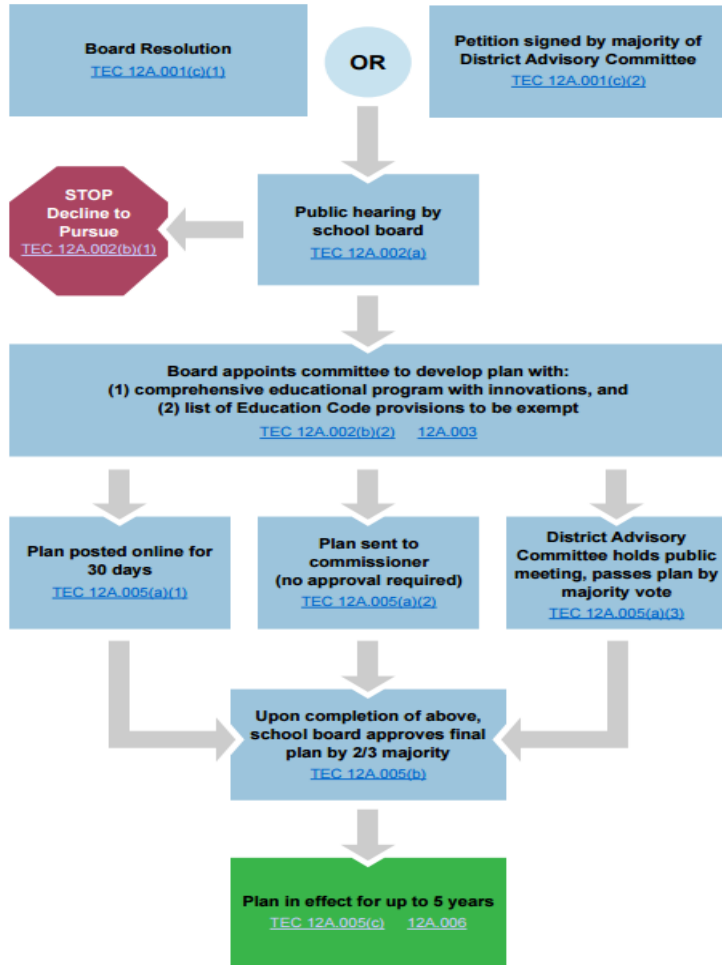 Board Resolution
TEC 12A.001(c)(1)
OR
Petition signed by majority of
District Advisory Committee
TEC 12A.001(c)(2)
STOP
Decline to
Pursue
TEC 12A.002(b)(1)
Public hearing by
school board
TEC 12A.002(a)
Board appoints committee to develop plan with:
(1) comprehensive educational program with innovations, and
(2) list of Education Code provisions to be exempt
TEC 12A.002(b)(2) 12A.003
Plan posted online for
30 days
TEC 12A.005(a)(1)
Plan sent to
commissioner
(no approval required)
TEC 12A.005(a)(2)
District Advisory
Committee holds public
meeting, passes plan by
majority vote
TEC 12A.005(a)(3)
Upon completion of above,
school board approves final
plan by 2/3 majority
TEC 12A.005(b)
Plan in effect for up to 5 years
TEC 12A.005(c) 12A.006